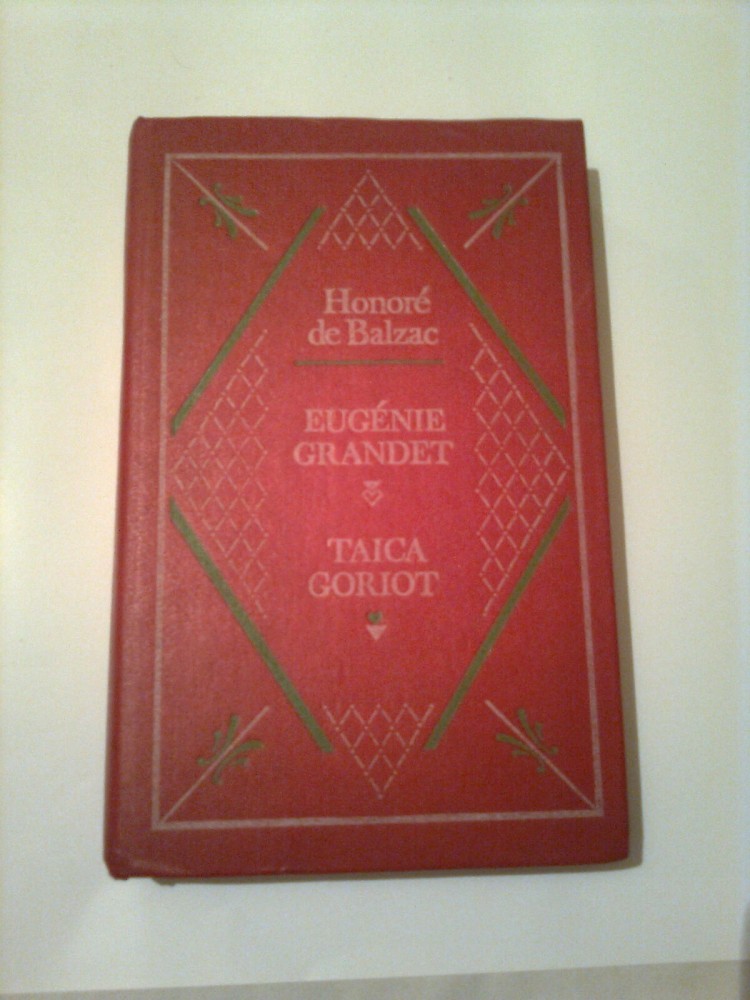 Honoré
de Balzac
EUGÉNIE
GRANDET
TAICA
GORIOT